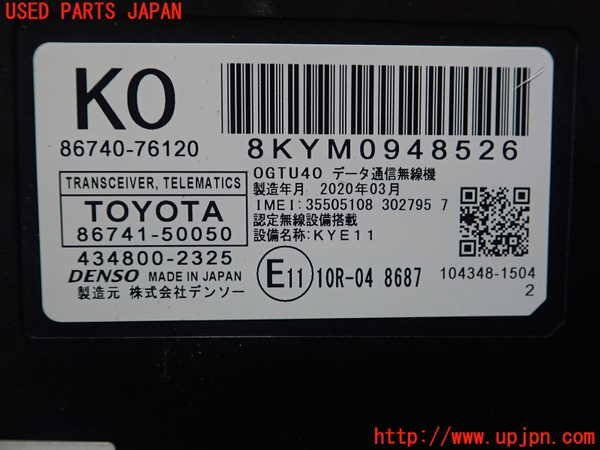 USED PARTS JAPAN
KO
86740-76120
8KYM0948526
TRANSCEIVER, TELEMATICS
TOYOTA
86741-50050
434800-2325
DENSO MADE IN JAPAN
製造元 株式会社デンソー
OGTU40 データ通信無線機
製造年月 2020年03月
IMEI:35505108 302795 7
認定無線設備搭載
設備名称:KYE11
E11 10R-04 8687
104348-1504
2
http://www.upjpn.com/